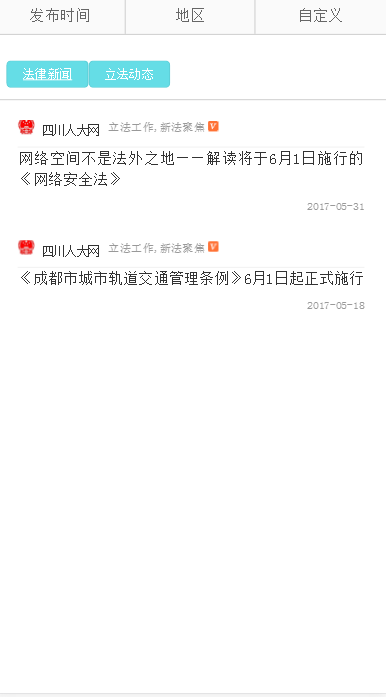 发布时间 地区 自定义
法律新闻 立法动态
四川人大网 立法工作, 新法聚焦
网络空间不是法外之地——解读将于6月1日施行的
《网络安全法》
2017-05-31
四川人大网 立法工作, 新法聚焦
《成都市城市轨道交通管理条例》6月1日起正式施行
2017-05-18